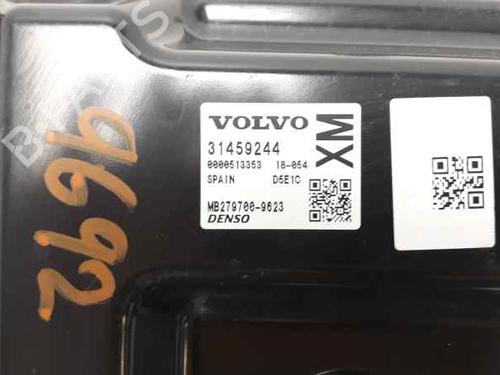 VOLVO
31459244
0000513353 18-054
SPAIN D5E1C
MB279700-9623
DENSO
XM
9692